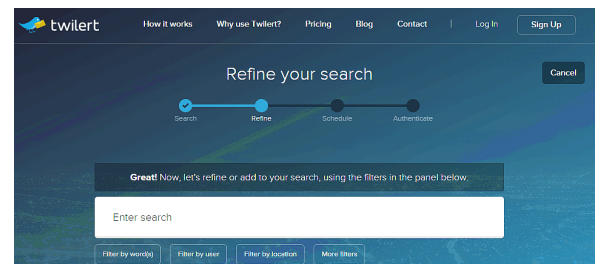 twilert How it works Why use Twilert? Pricing Blog Contact | Log In Sign Up
Refine your search Cancel
Search Refine Schedule Authenticate
Great! Now, let's refine or add to your search, using the filters in the panel below.
Enter search
Filter by word(s) Filter by user Filter by location More filters